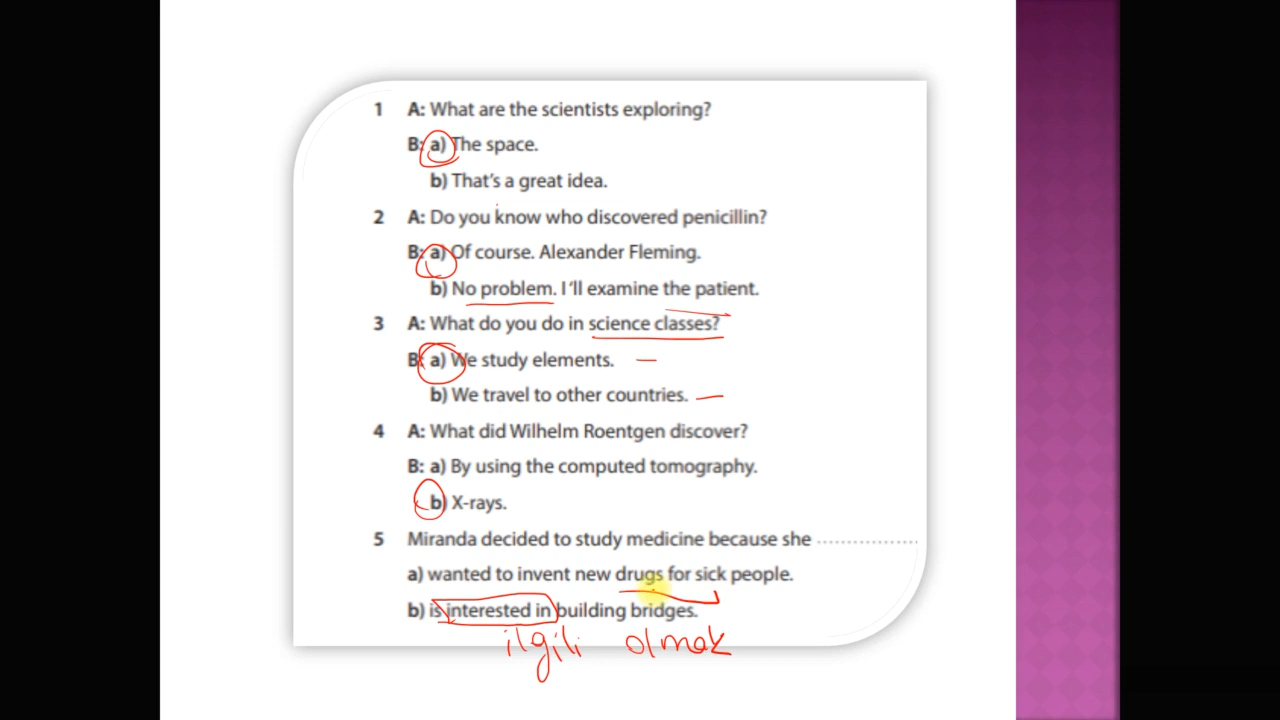 1 A: What are the scientists exploring?
B: a) The space.
b) That's a great idea.
2 A: Do you know who discovered penicillin?
B: a) Of course. Alexander Fleming.
b) No problem. I 'll examine the patient.
3 A: What do you do in science classes?
B: a) We study elements.
b) We travel to other countries.
4 A: What did Wilhelm Roentgen discover?
B: a) By using the computed tomography.
b) X-rays.
5 Miranda decided to study medicine because she ................
a) wanted to invent new drugs for sick people.
b) is interested in building bridges.
ilgili olmak